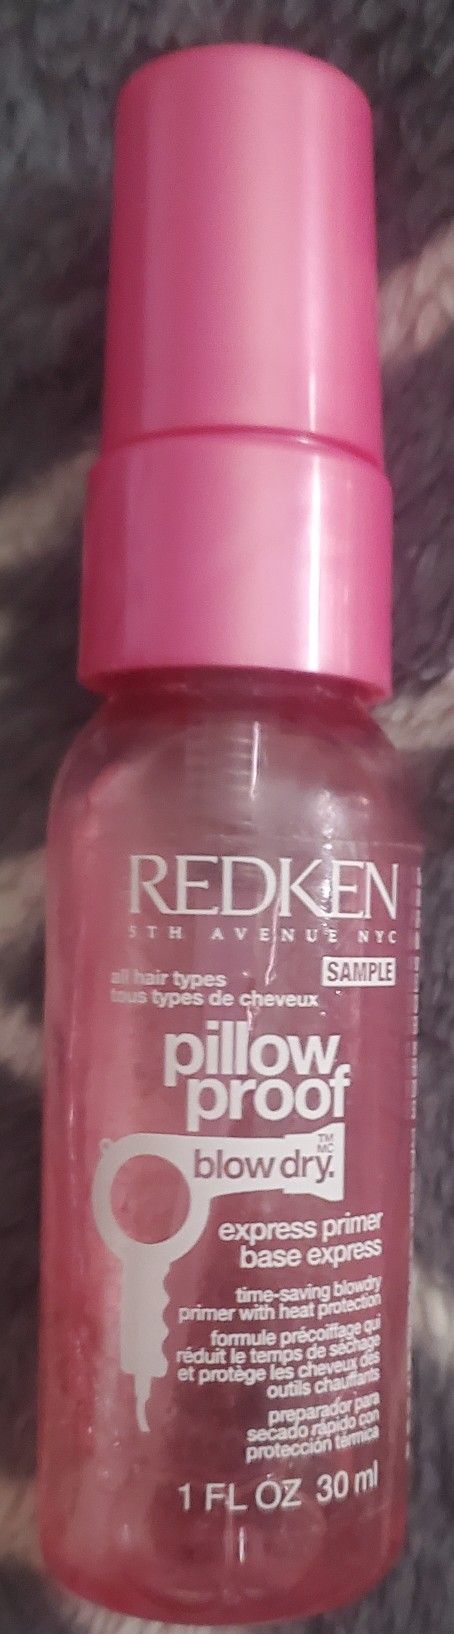 REDKEN
5TH AVENUE NYC
SAMPLE
all hair types
tous types de cheveux
pillow
proof
blow dry.™ MC
express primer
base express
time-saving blowdry
primer with heat protection
formule précoiffage qui
réduit le temps de séchage
et protège les cheveux des
outils chauffants
preparador para
secado rápido con
protección térmica
1 FL OZ 30 ml